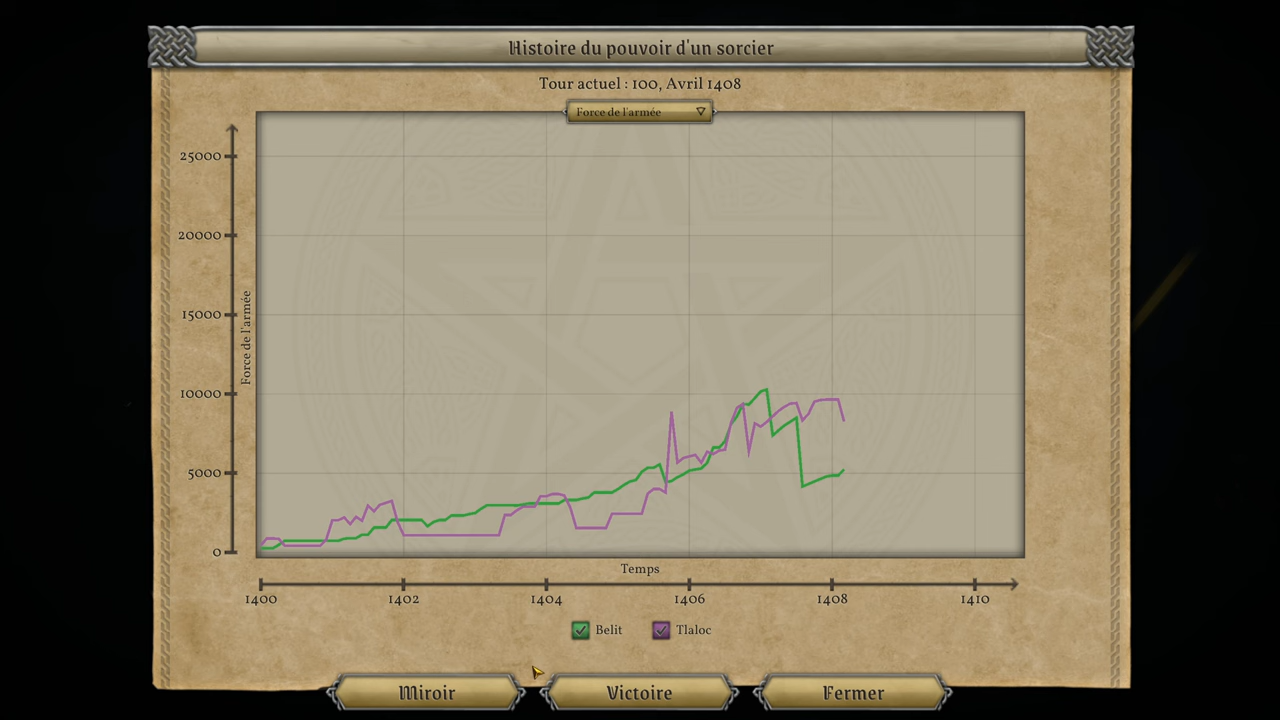 Histoire du pouvoir d'un sorcier
Tour actuel : 100, Avril 1408
Force de l'armée
25000
20000
15000
10000
5000
0
Force de l'armée
Temps
1400 1402 1404 1406 1408 1410
Belit Tlaloc
Miroir Victoire Fermer